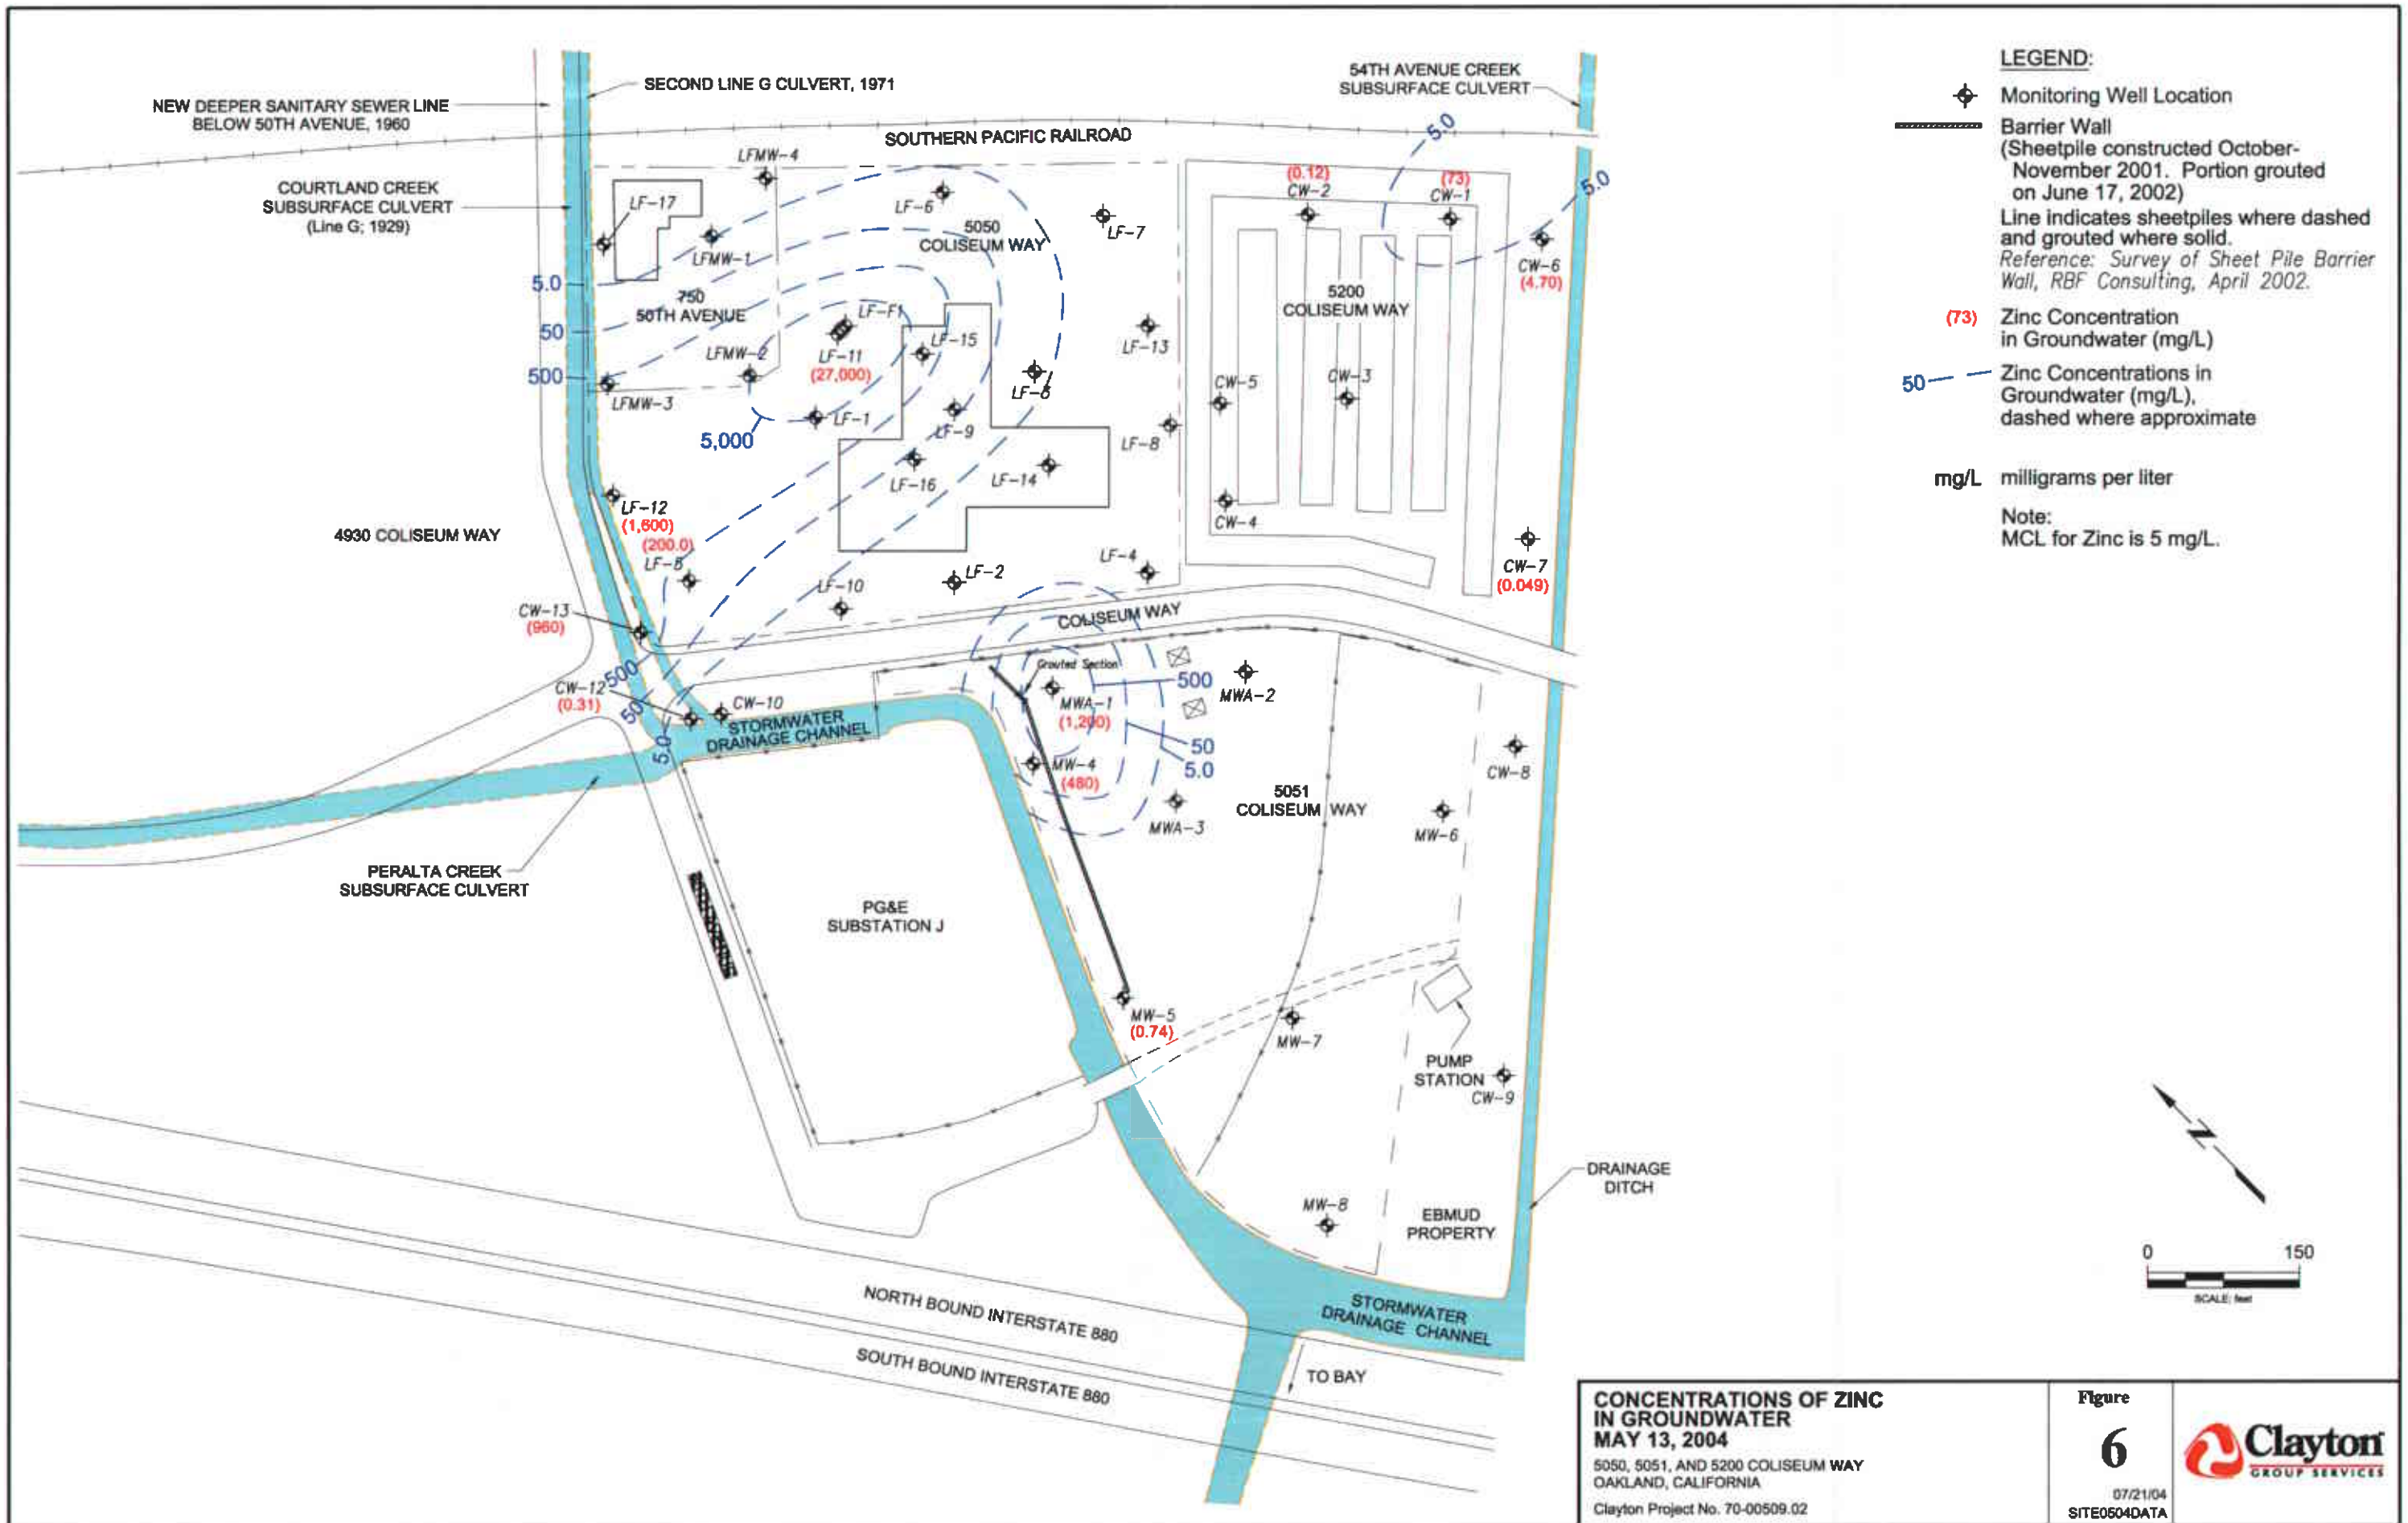 SECOND LINE G CULVERT, 1971
NEW DEEPER SANITARY SEWER LINE
BELOW 50TH AVENUE, 1960
54TH AVENUE CREEK
SUBSURFACE CULVERT
SOUTHERN PACIFIC RAILROAD
COURTLAND CREEK
SUBSURFACE CULVERT
(Line G; 1929)
LFMW-4
LF-17
LFMW-1
LF-6
5050
COLISEUM WAY
LF-7
(0.12)
CW-2
(73)
CW-1
5.0
5.0
CW-6
(4.70)
5.0
50
500
750
50TH AVENUE
LFMW-2
LFMW-3
LF-F1
LF-11
(27,000)
LF-15
LF-1
5,000
LF-9
LF-6
LF-13
LF-8
LF-16
LF-14
5200
COLISEUM WAY
CW-5
CW-3
CW-4
CW-7
(0.049)
4930 COLISEUM WAY
LF-12
(1,600)
(200.0)
LF-5
LF-10
LF-2
LF-4
COLISEUM WAY
CW-13
(960)
500
CW-12
(0.31)
50
5.0
CW-10
STORMWATER
DRAINAGE CHANNEL
Grouted Section
MWA-1
(1,200)
500
MWA-2
50
5.0
MW-4
(480)
MWA-3
5051
COLISEUM WAY
CW-8
MW-6
PERALTA CREEK
SUBSURFACE CULVERT
PG&E
SUBSTATION J
MW-5
(0.74)
MW-7
PUMP
STATION
CW-9
DRAINAGE
DITCH
MW-8
EBMUD
PROPERTY
NORTH BOUND INTERSTATE 880
SOUTH BOUND INTERSTATE 880
STORMWATER
DRAINAGE CHANNEL
TO BAY
LEGEND:
Monitoring Well Location
Barrier Wall
(Sheetpile constructed October-
November 2001. Portion grouted
on June 17, 2002)
Line indicates sheetpiles where dashed
and grouted where solid.
Reference: Survey of Sheet Pile Barrier
Wall, RBF Consulting, April 2002.
(73) Zinc Concentration
in Groundwater (mg/L)
50 Zinc Concentrations in
Groundwater (mg/L),
dashed where approximate
mg/L milligrams per liter
Note:
MCL for Zinc is 5 mg/L.
Z
0 150
SCALE: feet
CONCENTRATIONS OF ZINC
IN GROUNDWATER
MAY 13, 2004
5050, 5051, AND 5200 COLISEUM WAY
OAKLAND, CALIFORNIA
Clayton Project No. 70-00509.02
Figure
6
07/21/04
SITE0504DATA
Clayton
GROUP SERVICES